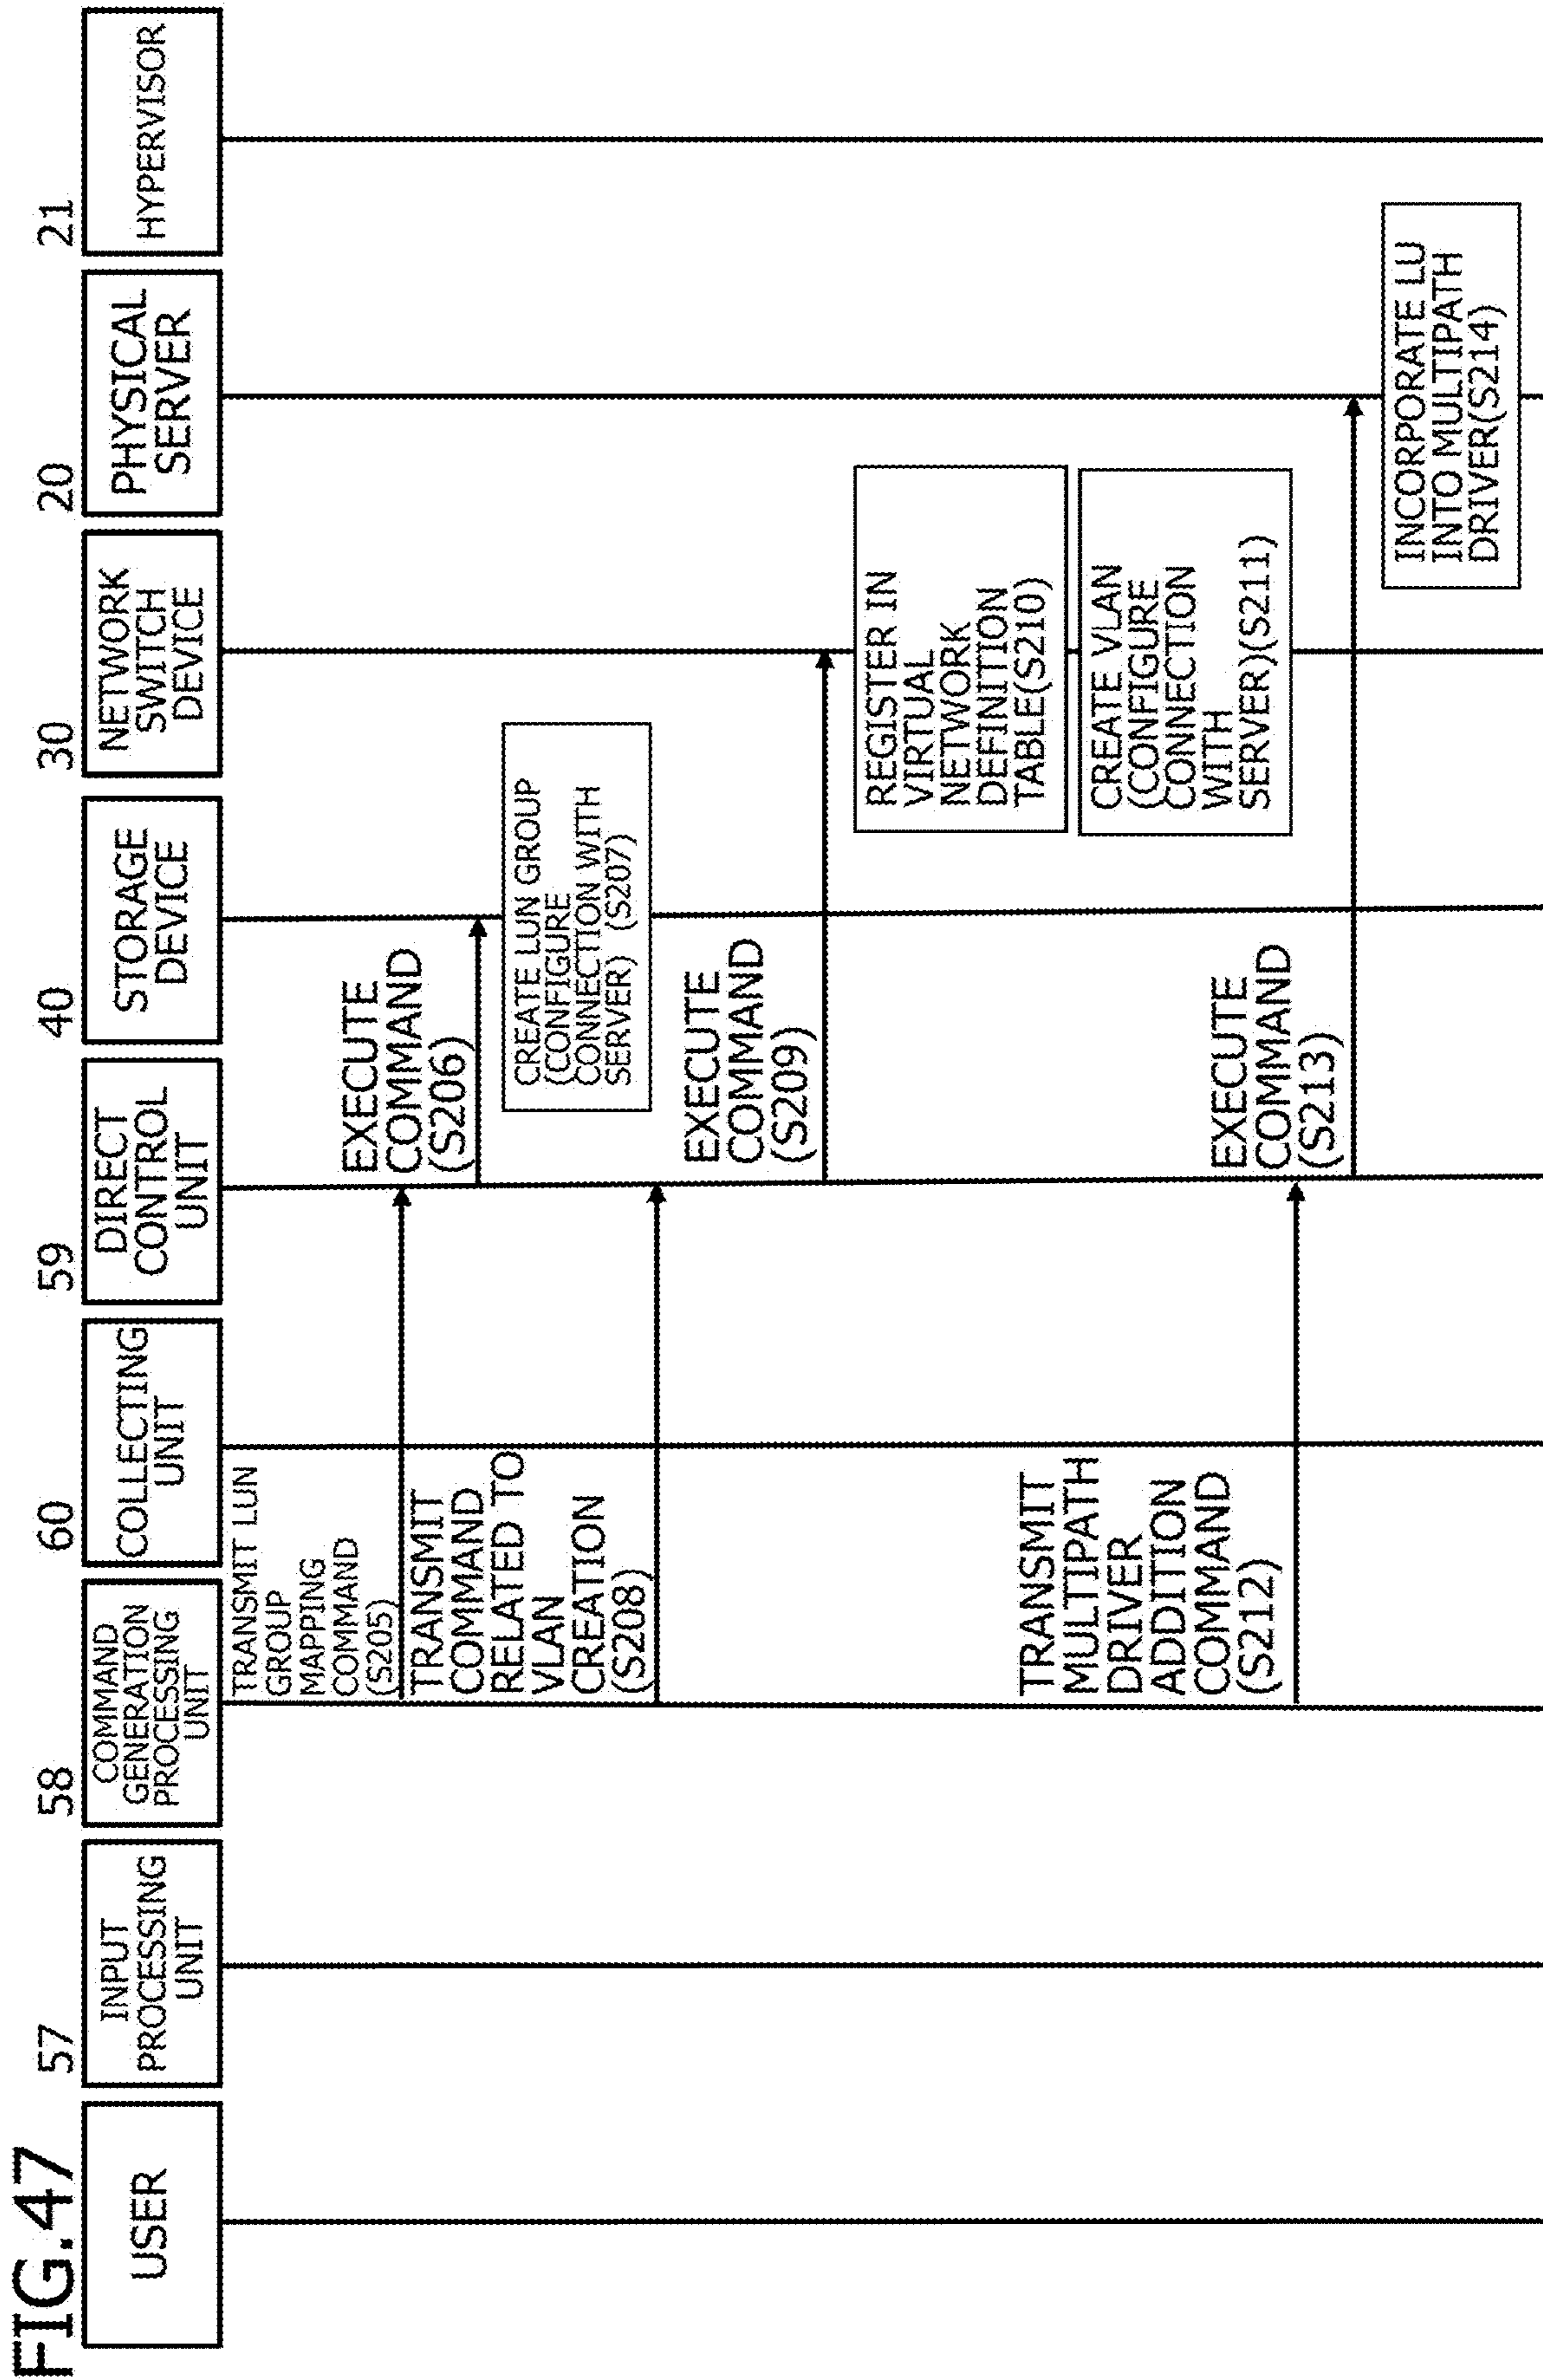 FIG.47
USER
57
INPUT
PROCESSING
UNIT
58
COMMAND
GENERATION
PROCESSING
UNIT
60
COLLECTING
UNIT
59
DIRECT
CONTROL
UNIT
40
STORAGE
DEVICE
30
NETWORK
SWITCH
DEVICE
20
PHYSICAL
SERVER
21
HYPERVISOR
TRANSMIT LUN
GROUP
MAPPING
COMMAND
(S205)
EXECUTE
COMMAND
(S206)
CREATE LUN GROUP
(CONFIGURE
CONNECTION WITH
SERVER) (S207)
TRANSMIT
COMMAND
RELATED TO
VLAN
CREATION
(S208)
EXECUTE
COMMAND
(S209)
REGISTER IN
VIRTUAL
NETWORK
DEFINITION
TABLE(S210)
CREATE VLAN
(CONFIGURE
CONNECTION
WITH
SERVER)(S211)
TRANSMIT
MULTIPATH
DRIVER
ADDITION
COMMAND
(S212)
EXECUTE
COMMAND
(S213)
INCORPORATE LU
INTO MULTIPATH
DRIVER(S214)